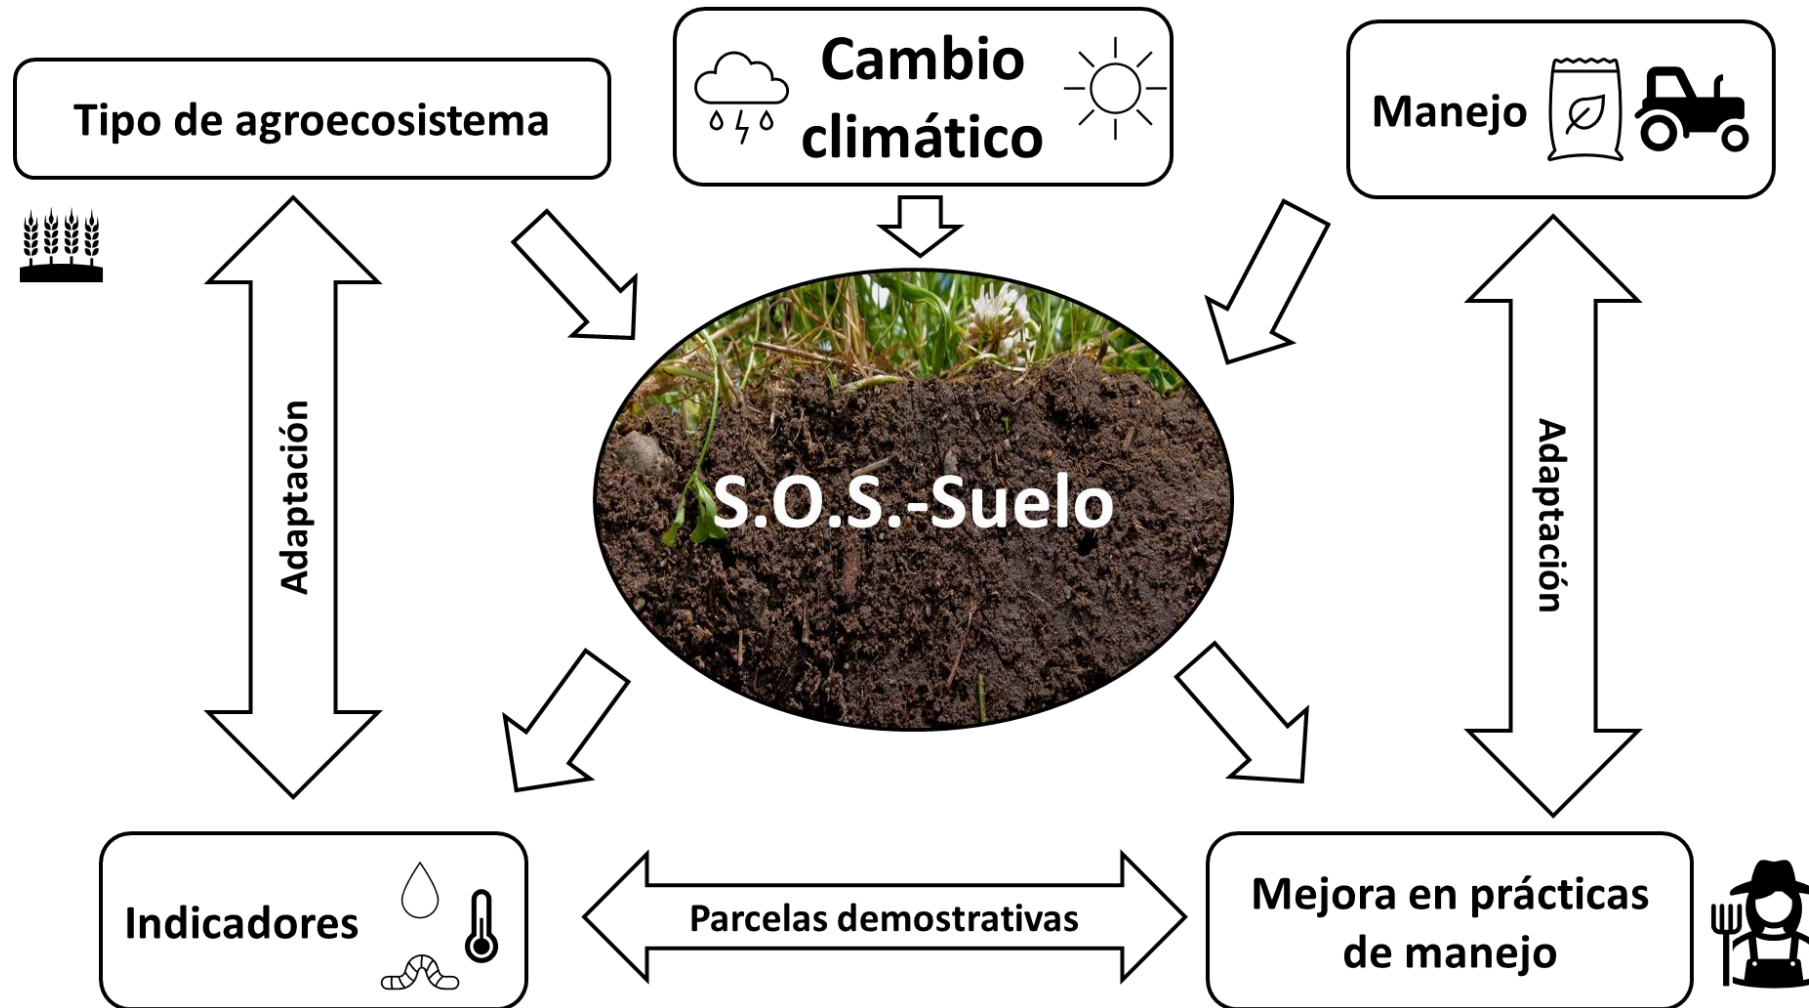 Tipo de agroecosistema
Cambio
climático
Manejo
Adaptación
S.O.S.-Suelo
Adaptación
Indicadores
Parcelas demostrativas
Mejora en prácticas
de manejo